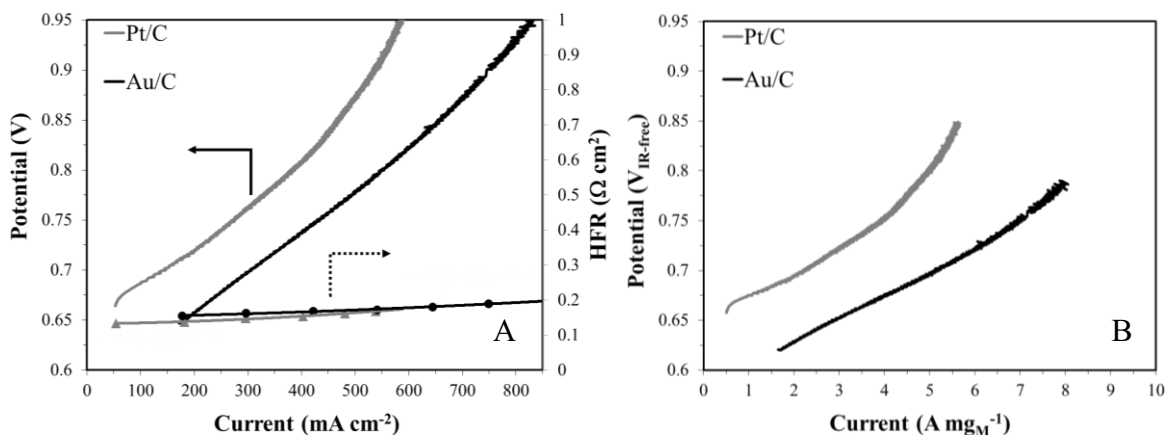 Potential (V)
0.95
0.9
0.85
0.8
0.75
0.7
0.65
0.6
Pt/C
Au/C
A
1
0.9
0.8
0.7
0.6
0.5
0.4
0.3
0.2
0.1
0
HFR (Ω cm²)
0 100 200 300 400 500 600 700 800
Current (mA cm⁻²)
Potential (V_IR-free)
0.95
0.9
0.85
0.8
0.75
0.7
0.65
0.6
Pt/C
Au/C
B
0 1 2 3 4 5 6 7 8 9 10
Current (A mg_M⁻¹)